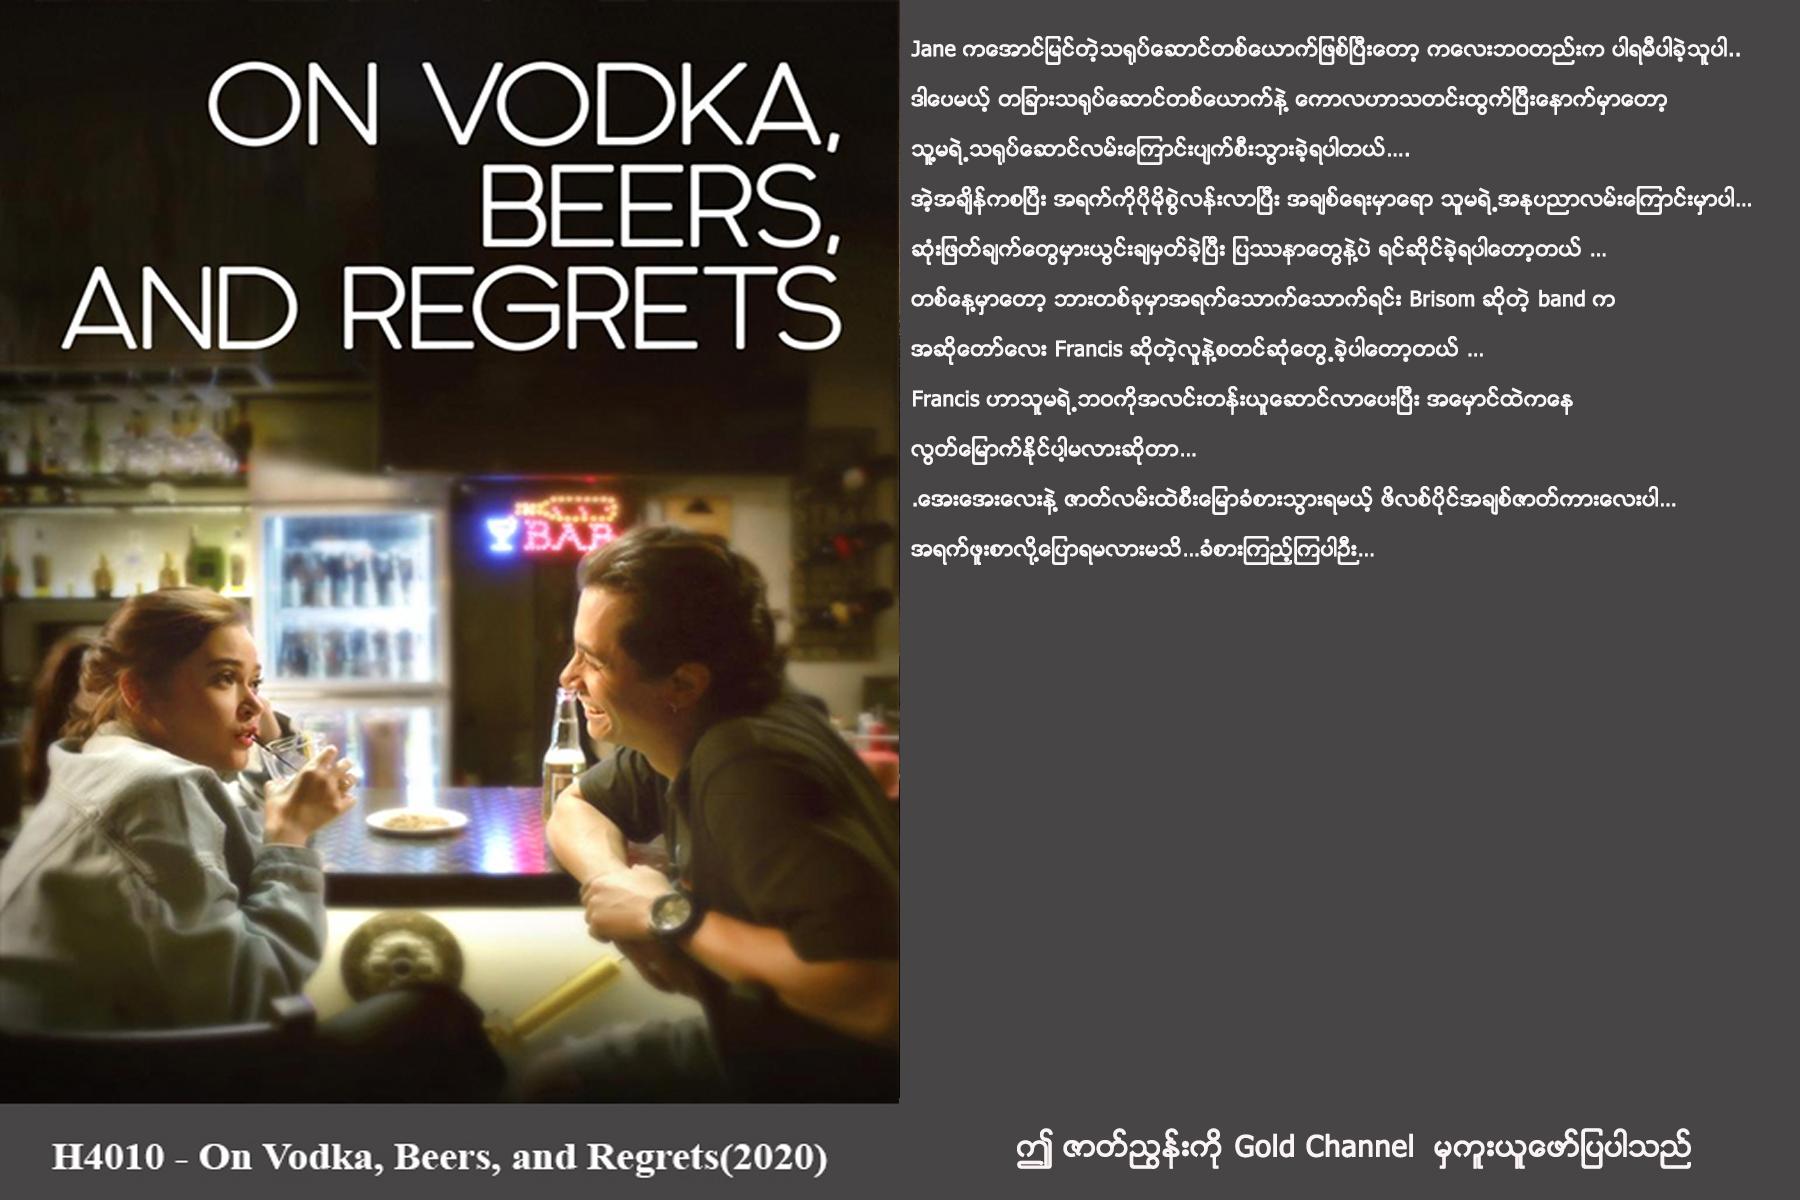 ON VODKA,
BEERS,
AND REGRETS
BAR
Jane ကအောင်မြင်တဲ့သရုပ်ဆောင်တစ်ယောက်ဖြစ်ပြီးတော့ ကလေးဘဝတည်းက ပါရမီပါခဲ့သူပါ..
ဒါပေမယ့် တခြားသရုပ်ဆောင်တစ်ယောက်နဲ့ ကောလဟာသတင်းထွက်ပြီးနောက်မှာတော့
သူ့မရဲ့သရုပ်ဆောင်လမ်းကြောင်းပျက်စီးသွားခဲ့ရပါတယ်....
အဲ့အချိန်ကစပြီး အရက်ကိုပိုမိုစွဲလန်းလာပြီး အချစ်ရေးမှာရော သူမရဲ့အနုပညာလမ်းကြောင်းမှာပါ...
ဆုံးဖြတ်ချက်တွေမှားယွင်းချမှတ်ခဲ့ပြီး ပြဿနာတွေနဲ့ပဲ ရင်ဆိုင်ခဲ့ရပါတော့တယ် ...
တစ်နေ့မှာတော့ ဘားတစ်ခုမှာအရက်သောက်သောက်ရင်း Brisom ဆိုတဲ့ band က
အဆိုတော်လေး Francis ဆိုတဲ့လူနဲ့စတင်ဆုံတွေ့ခဲ့ပါတော့တယ် ...
Francis ဟာသူမရဲ့ဘဝကိုအလင်းတန်းယူဆောင်လာပေးပြီး အမှောင်ထဲကနေ
လွတ်မြောက်နိုင်ပါ့မလားဆိုတာ...
.အေးအေးလေးနဲ့ ဇာတ်လမ်းထဲစီးမြောခံစားသွားရမယ့် ဖိလစ်ပိုင်အချစ်ဇာတ်ကားလေးပါ...
အရက်ဖူးစာလို့ပြောရမလားမသိ...ခံစားကြည့်ကြပါဦး...
H4010 - On Vodka, Beers, and Regrets(2020)
ဤ ဇာတ်ညွှန်းကို Gold Channel မှကူးယူဖော်ပြပါသည်